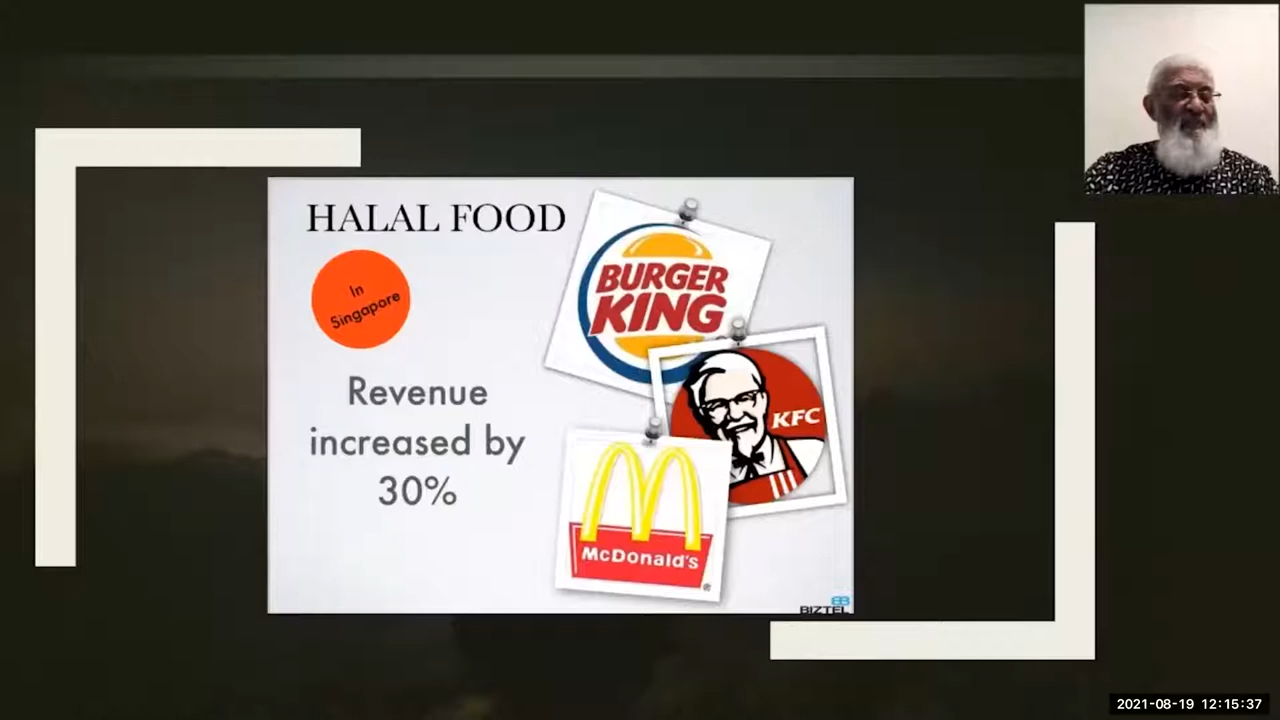 HALAL FOOD
In
Singapore
Revenue
increased by
30%
BURGER
KING
KFC
McDonald's
®
BIZTEL
2021-08-19 12:15:37